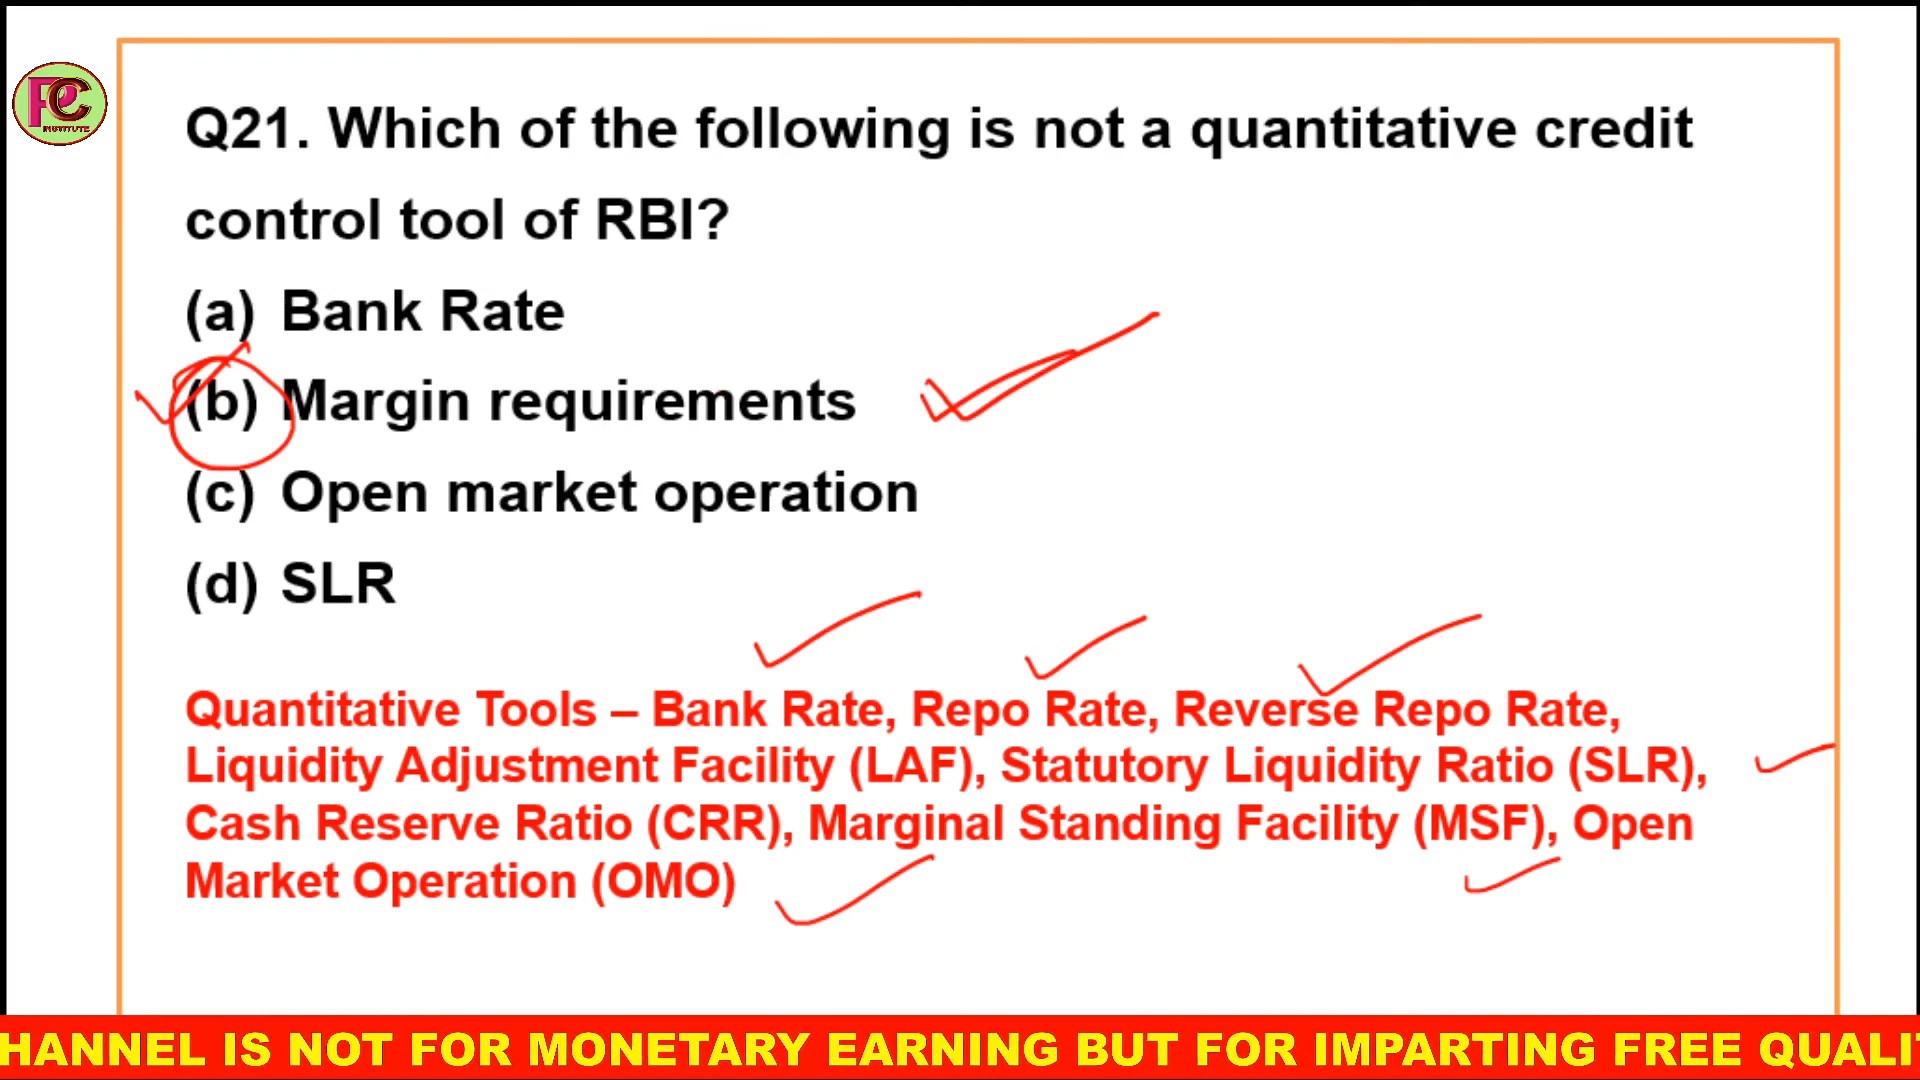 PC
INSTITUTE
Q21. Which of the following is not a quantitative credit
control tool of RBI?
(a) Bank Rate
(b) Margin requirements
(c) Open market operation
(d) SLR
Quantitative Tools – Bank Rate, Repo Rate, Reverse Repo Rate,
Liquidity Adjustment Facility (LAF), Statutory Liquidity Ratio (SLR),
Cash Reserve Ratio (CRR), Marginal Standing Facility (MSF), Open
Market Operation (OMO)
HANNEL IS NOT FOR MONETARY EARNING BUT FOR IMPARTING FREE QUALI